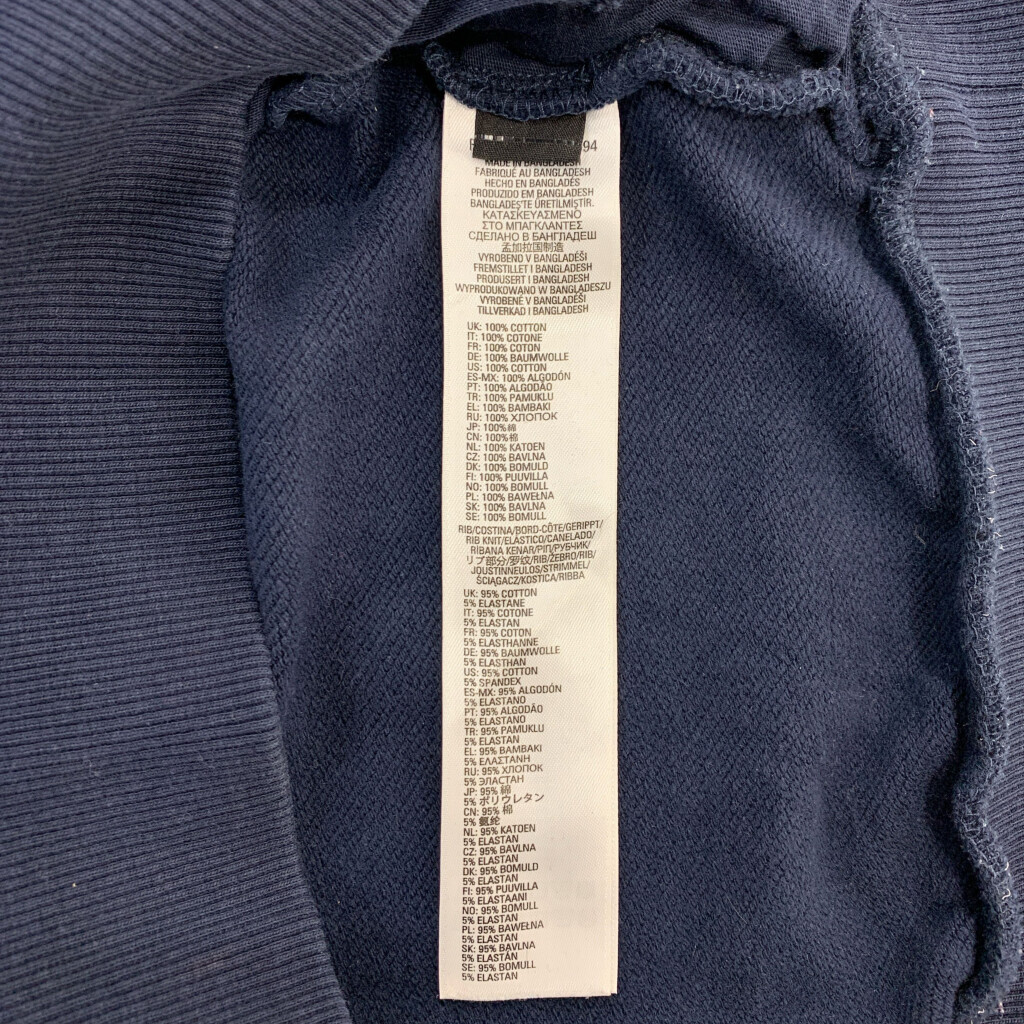 94
MADE IN BANGLADESH
FABRIQUÉ AU BANGLADESH
HECHO EN BANGLADÉS
PRODUZIDO EM BANGLADESH
BANGLADEŞ'TE ÜRETİLMİŞTİR.
ΚΑΤΑΣΚΕΥΑΣΜΕΝΟ
ΣΤΟ ΜΠΑΓΚΛΑΝΤΕΣ
СДЕЛАНО В БАНГЛАДЕШ
孟加拉国制造
VYROBENO V BANGLADÉŠI
FREMSTILLET I BANGLADESH
PRODUSERT I BANGLADESH
WYPRODUKOWANO W BANGLADESZU
VYROBENÉ V BANGLADÉŠI
TILLVERKAD I BANGLADESH
UK: 100% COTTON
IT: 100% COTONE
FR: 100% COTON
DE: 100% BAUMWOLLE
US: 100% COTTON
ES-MX: 100% ALGODÓN
PT: 100% ALGODÃO
TR: 100% PAMUKLU
EL: 100% ΒΑΜΒΑΚΙ
RU: 100% ХЛОПОК
JP: 100% 綿
CN: 100% 棉
NL: 100% KATOEN
CZ: 100% BAVLNA
DK: 100% BOMULD
FI: 100% PUUVILLA
NO: 100% BOMULL
PL: 100% BAWEŁNA
SK: 100% BAVLNA
SE: 100% BOMULL
RIB/COSTINA/BORD-CÔTE/GERIPPT/
RIB KNIT/ELASTICO/CANELADO/
RIBANA KENAR/ΡΙΠ/РУБЧИК/
リブ部分/罗纹/RIB/ŽEBRO/RIB/
JOUSTINNEULOS/STRIMMEL/
ŚCIĄGACZ/KOSTICA/RIBBA
UK: 95% COTTON
5% ELASTANE
IT: 95% COTONE
5% ELASTAN
FR: 95% COTON
5% ELASTHANNE
DE: 95% BAUMWOLLE
5% ELASTHAN
US: 95% COTTON
5% SPANDEX
ES-MX: 95% ALGODÓN
5% ELASTANO
PT: 95% ALGODÃO
5% ELASTANO
TR: 95% PAMUKLU
5% ELASTAN
EL: 95% ΒΑΜΒΑΚΙ
5% ΕΛΑΣΤΑΝΗ
RU: 95% ХЛОПОК
5% ЭЛАСТАН
JP: 95% 綿
5% ポリウレタン
CN: 95% 棉
5% 氨纶
NL: 95% KATOEN
5% ELASTAN
CZ: 95% BAVLNA
5% ELASTAN
DK: 95% BOMULD
5% ELASTAN
FI: 95% PUUVILLA
5% ELASTAANI
NO: 95% BOMULL
5% ELASTAN
PL: 95% BAWEŁNA
5% ELASTAN
SK: 95% BAVLNA
5% ELASTÁN
SE: 95% BOMULL
5% ELASTAN